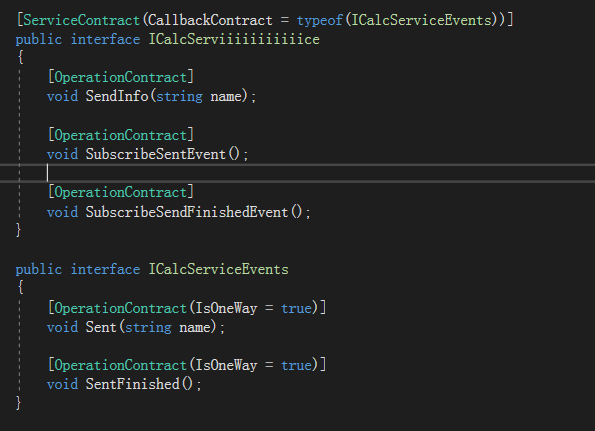 [ServiceContract(CallbackContract = typeof(ICalcServiceEvents))]
public interface ICalcServiiiiiiiiiiice
{
[OperationContract]
void SendInfo(string name);
[OperationContract]
void SubscribeSentEvent();
[OperationContract]
void SubscribeSendFinishedEvent();
}
public interface ICalcServiceEvents
{
[OperationContract(IsOneWay = true)]
void Sent(string name);
[OperationContract(IsOneWay = true)]
void SentFinished();
}